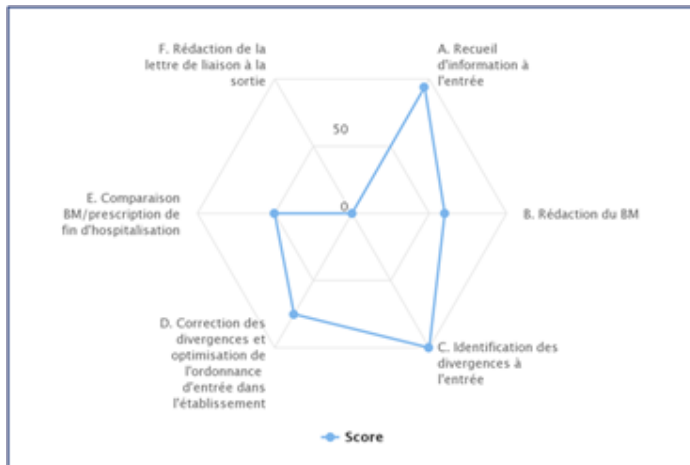 F. Rédaction de la
lettre de liaison à la
sortie
A. Recueil
d'information à
l'entrée
50
E. Comparaison
BM/prescription de
fin d'hospitalisation
0
B. Rédaction du BM
D. Correction des
divergences et
optimisation de
l'ordonnance
d'entrée dans
l'établissement
C. Identification des
divergences à
l'entrée
Score